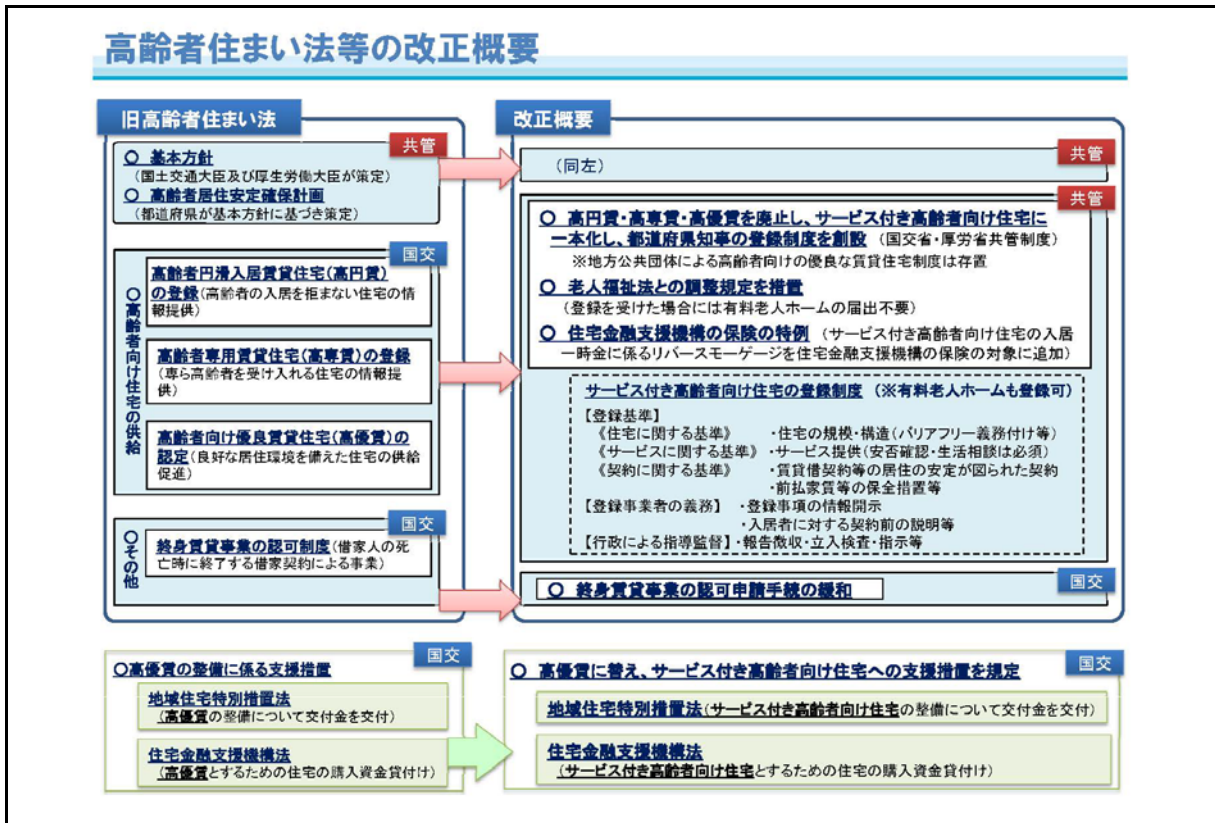 高齢者住まい法等の改正概要
旧高齢者住まい法
共管
○ 基本方針
(国土交通大臣及び厚生労働大臣が策定)
○ 高齢者居住安定確保計画
(都道府県が基本方針に基づき策定)
国交
○高齢者向け住宅の供給
高齢者円滑入居賃貸住宅(高円賃)
の登録(高齢者の入居を拒まない住宅の情
報提供)
高齢者専用賃貸住宅(高専賃)の登録
(専ら高齢者を受け入れる住宅の情報提
供)
高齢者向け優良賃貸住宅(高優賃)の
認定(良好な居住環境を備えた住宅の供給
促進)
国交
○その他
終身賃貸事業の認可制度(借家人の死
亡時に終了する借家契約による事業)
改正概要
共管
(同左)
共管
○ 高円賃・高専賃・高優賃を廃止し、サービス付き高齢者向け住宅に
一本化し、都道府県知事の登録制度を創設 (国交省・厚労省共管制度)
※地方公共団体による高齢者向けの優良な賃貸住宅制度は存置
○ 老人福祉法との調整規定を措置
(登録を受けた場合には有料老人ホームの届出不要)
○ 住宅金融支援機構の保険の特例 (サービス付き高齢者向け住宅の入居
一時金に係るリバースモーゲージを住宅金融支援機構の保険の対象に追加)
サービス付き高齢者向け住宅の登録制度 (※有料老人ホームも登録可)
【登録基準】
《住宅に関する基準》 ・住宅の規模・構造(バリアフリー義務付け等)
《サービスに関する基準》 ・サービス提供(安否確認・生活相談は必須)
《契約に関する基準》 ・賃貸借契約等の居住の安定が図られた契約
・前払家賃等の保全措置等
【登録事業者の義務】 ・登録事項の情報開示
・入居者に対する契約前の説明等
【行政による指導監督】・報告徴収・立入検査・指示等
国交
○ 終身賃貸事業の認可申請手続の緩和
国交
○高優賃の整備に係る支援措置
地域住宅特別措置法
(高優賃の整備について交付金を交付)
住宅金融支援機構法
(高優賃とするための住宅の購入資金貸付け)
国交
○ 高優賃に替え、サービス付き高齢者向け住宅への支援措置を規定
地域住宅特別措置法(サービス付き高齢者向け住宅の整備について交付金を交付)
住宅金融支援機構法
(サービス付き高齢者向け住宅とするための住宅の購入資金貸付け)